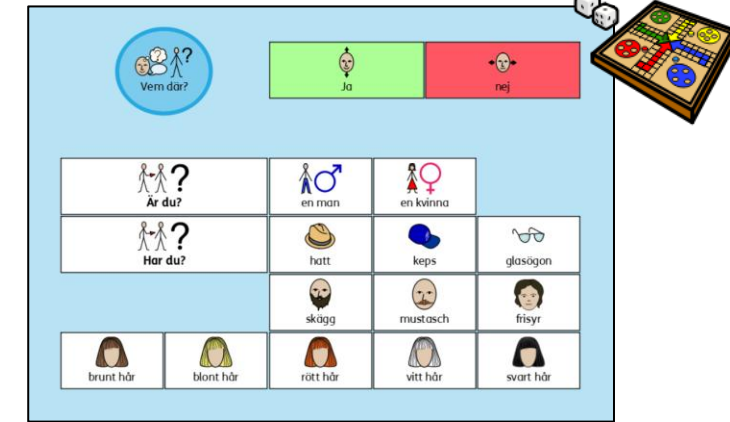 Vem där?
Ja
nej
Är du?
en man
en kvinna
Har du?
hatt
keps
glasögon
skägg
mustasch
frisyr
brunt hår
blont hår
rött hår
vitt hår
svart hår